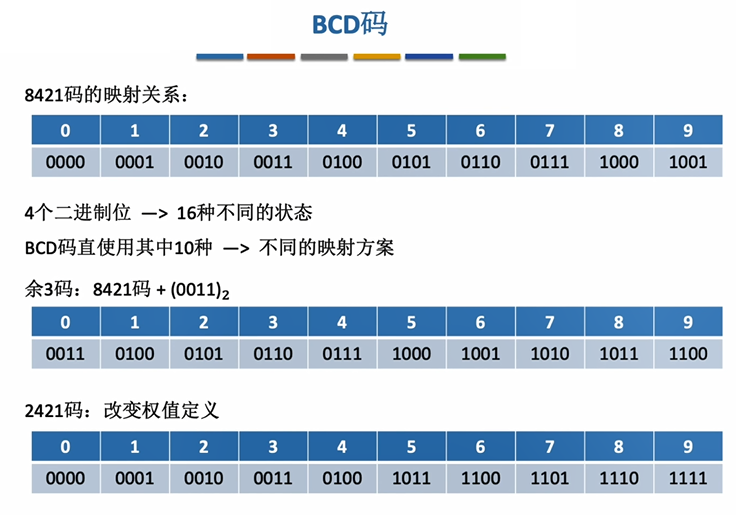 BCD码
8421码的映射关系：
0 1 2 3 4 5 6 7 8 9
0000 0001 0010 0011 0100 0101 0110 0111 1000 1001
4个二进制位 —> 16种不同的状态
BCD码直使用其中10种 —> 不同的映射方案
余3码：8421码 + (0011)₂
0 1 2 3 4 5 6 7 8 9
0011 0100 0101 0110 0111 1000 1001 1010 1011 1100
2421码：改变权值定义
0 1 2 3 4 5 6 7 8 9
0000 0001 0010 0011 0100 1011 1100 1101 1110 1111